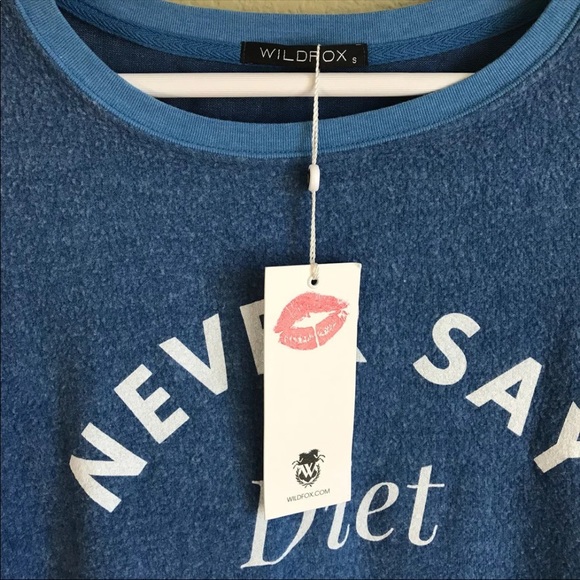 WILDFOX S
NEVER SAY
Diet
W
WILDFOX.COM